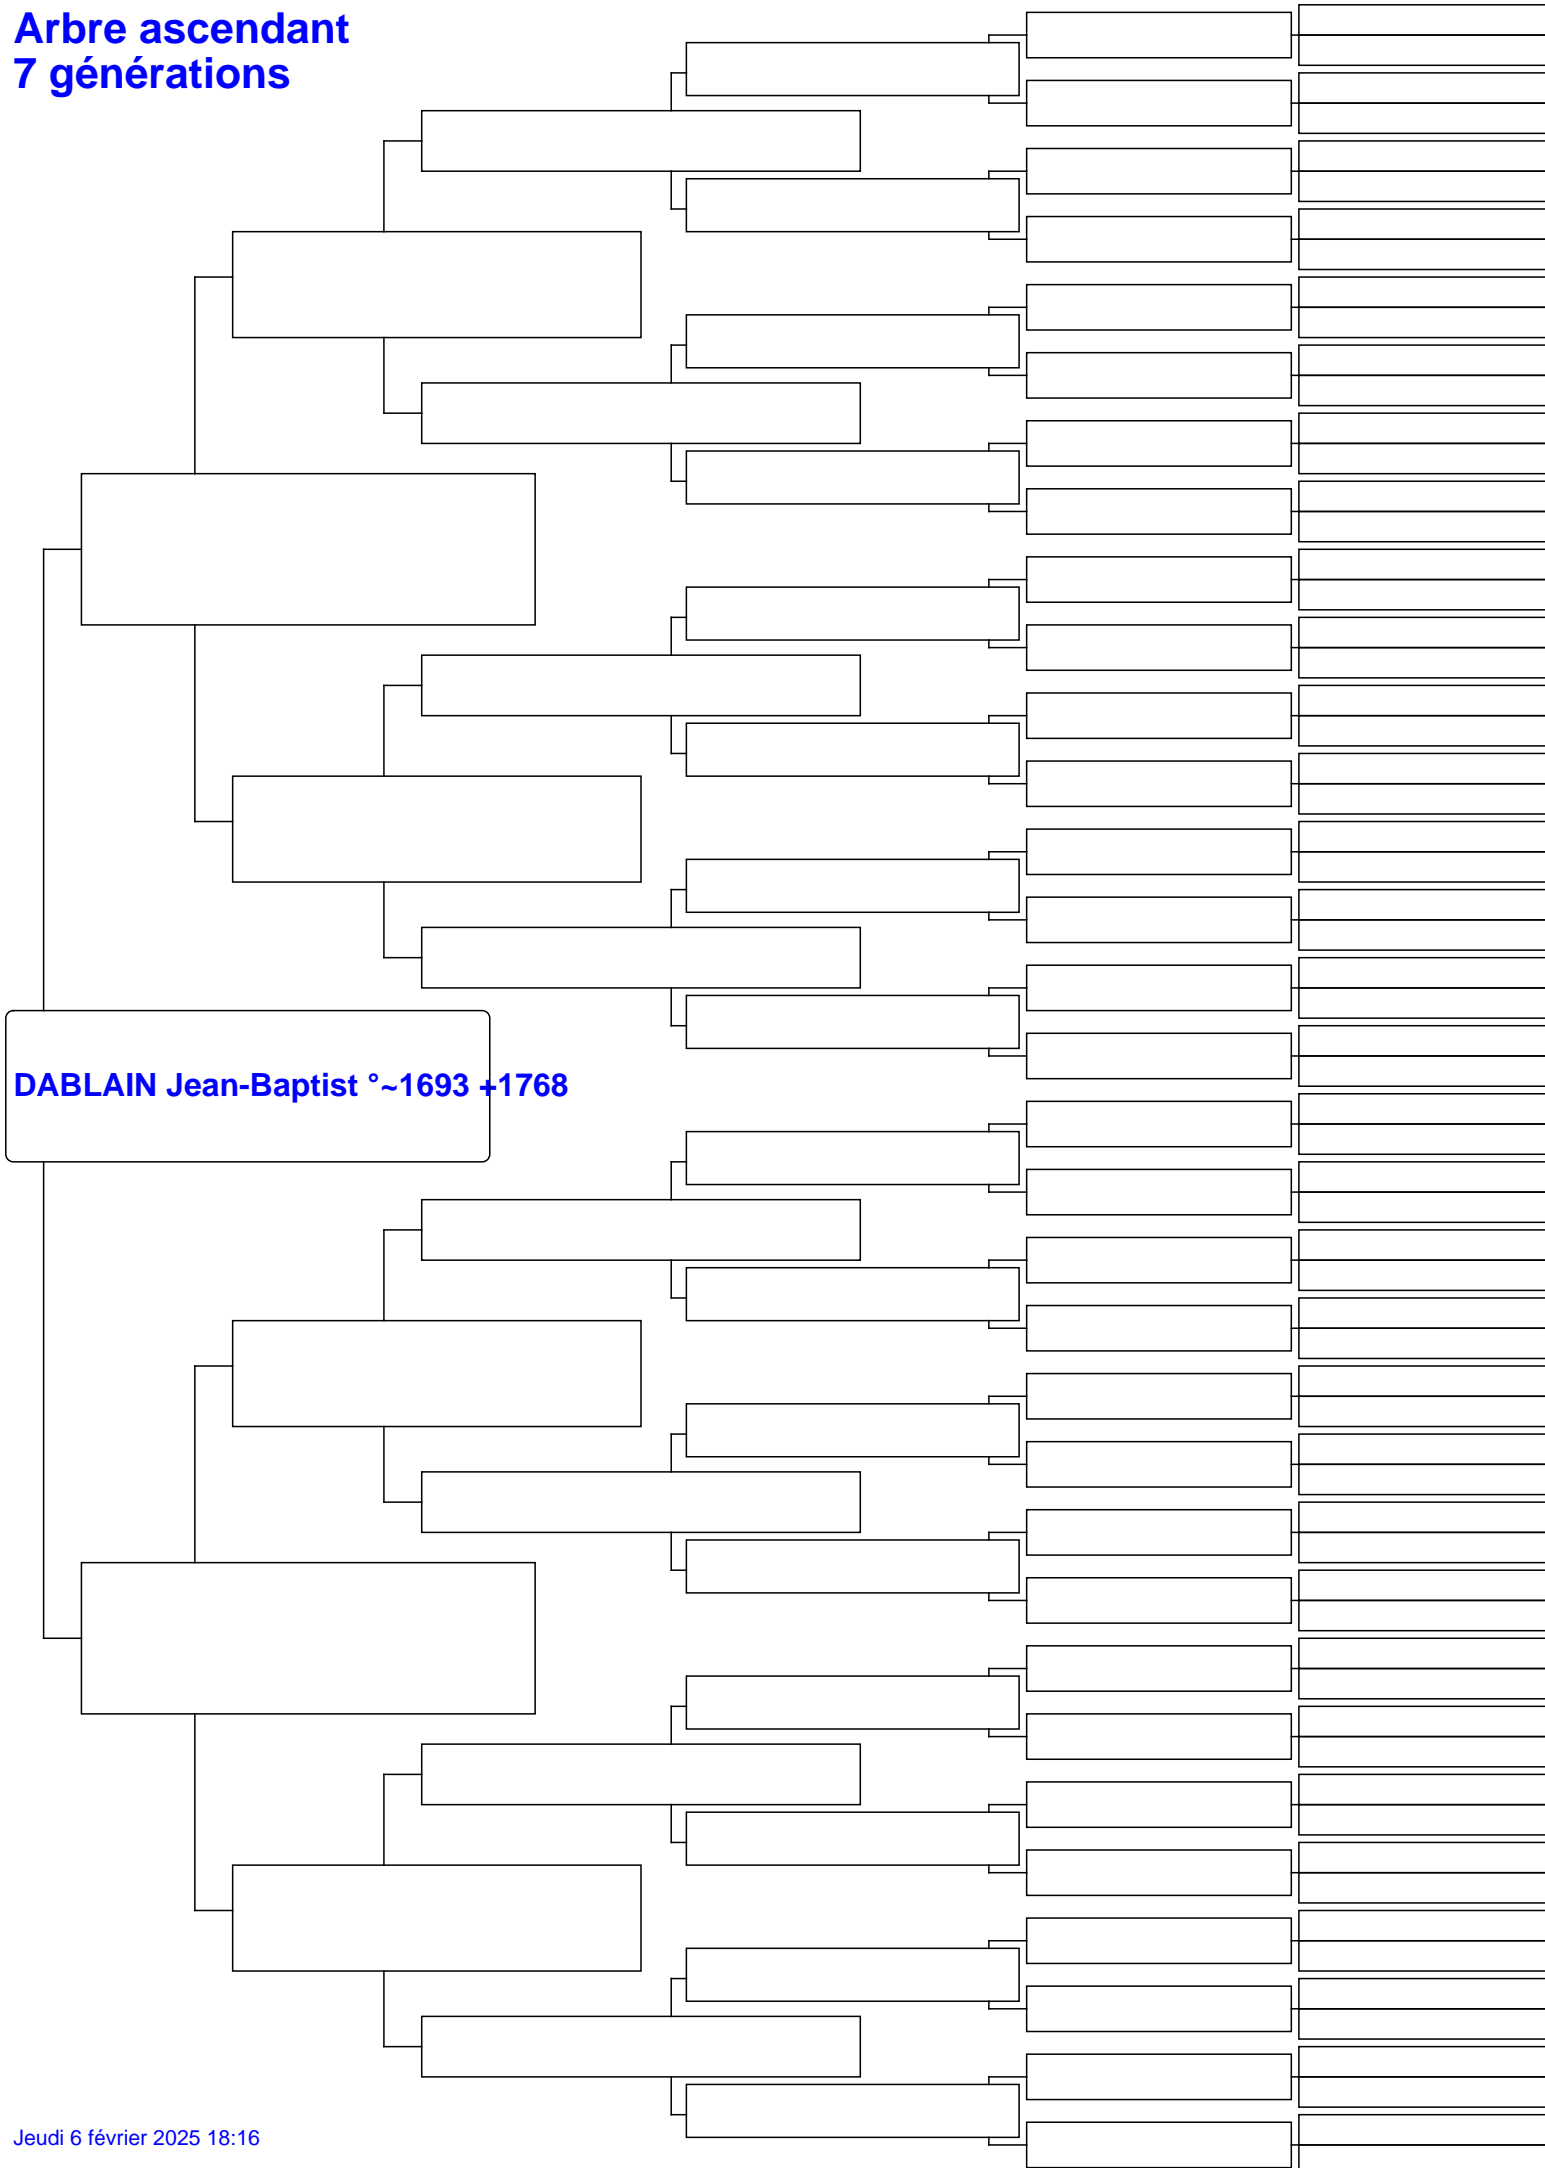 Arbre ascendant
7 générations
DABLAIN Jean-Baptist °~1693 +1768
Jeudi 6 février 2025 18:16